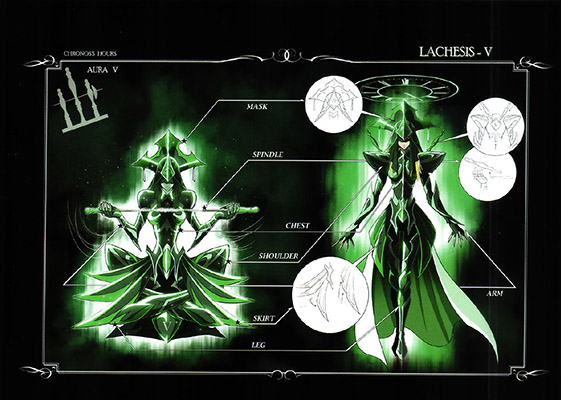 CHRONOSS HOURS
LACHESIS - V
AURA V
MASK
SPINDLE
CHEST
SHOULDER
ARM
SKIRT
LEG
V